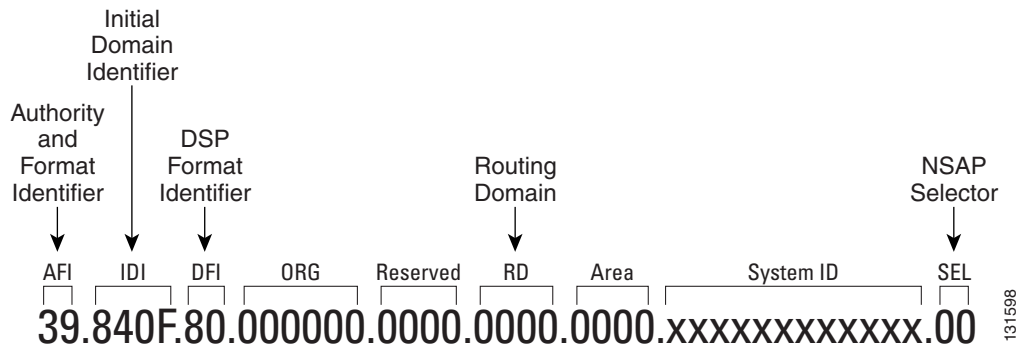 Initial
Domain
Identifier
Authority
and
Format
Identifier
DSP
Format
Identifier
Routing
Domain
NSAP
Selector
AFI IDI DFI ORG Reserved RD Area System ID SEL
39.840F.80.000000.0000.0000.0000.xxxxxxxxxxxx.00
131598